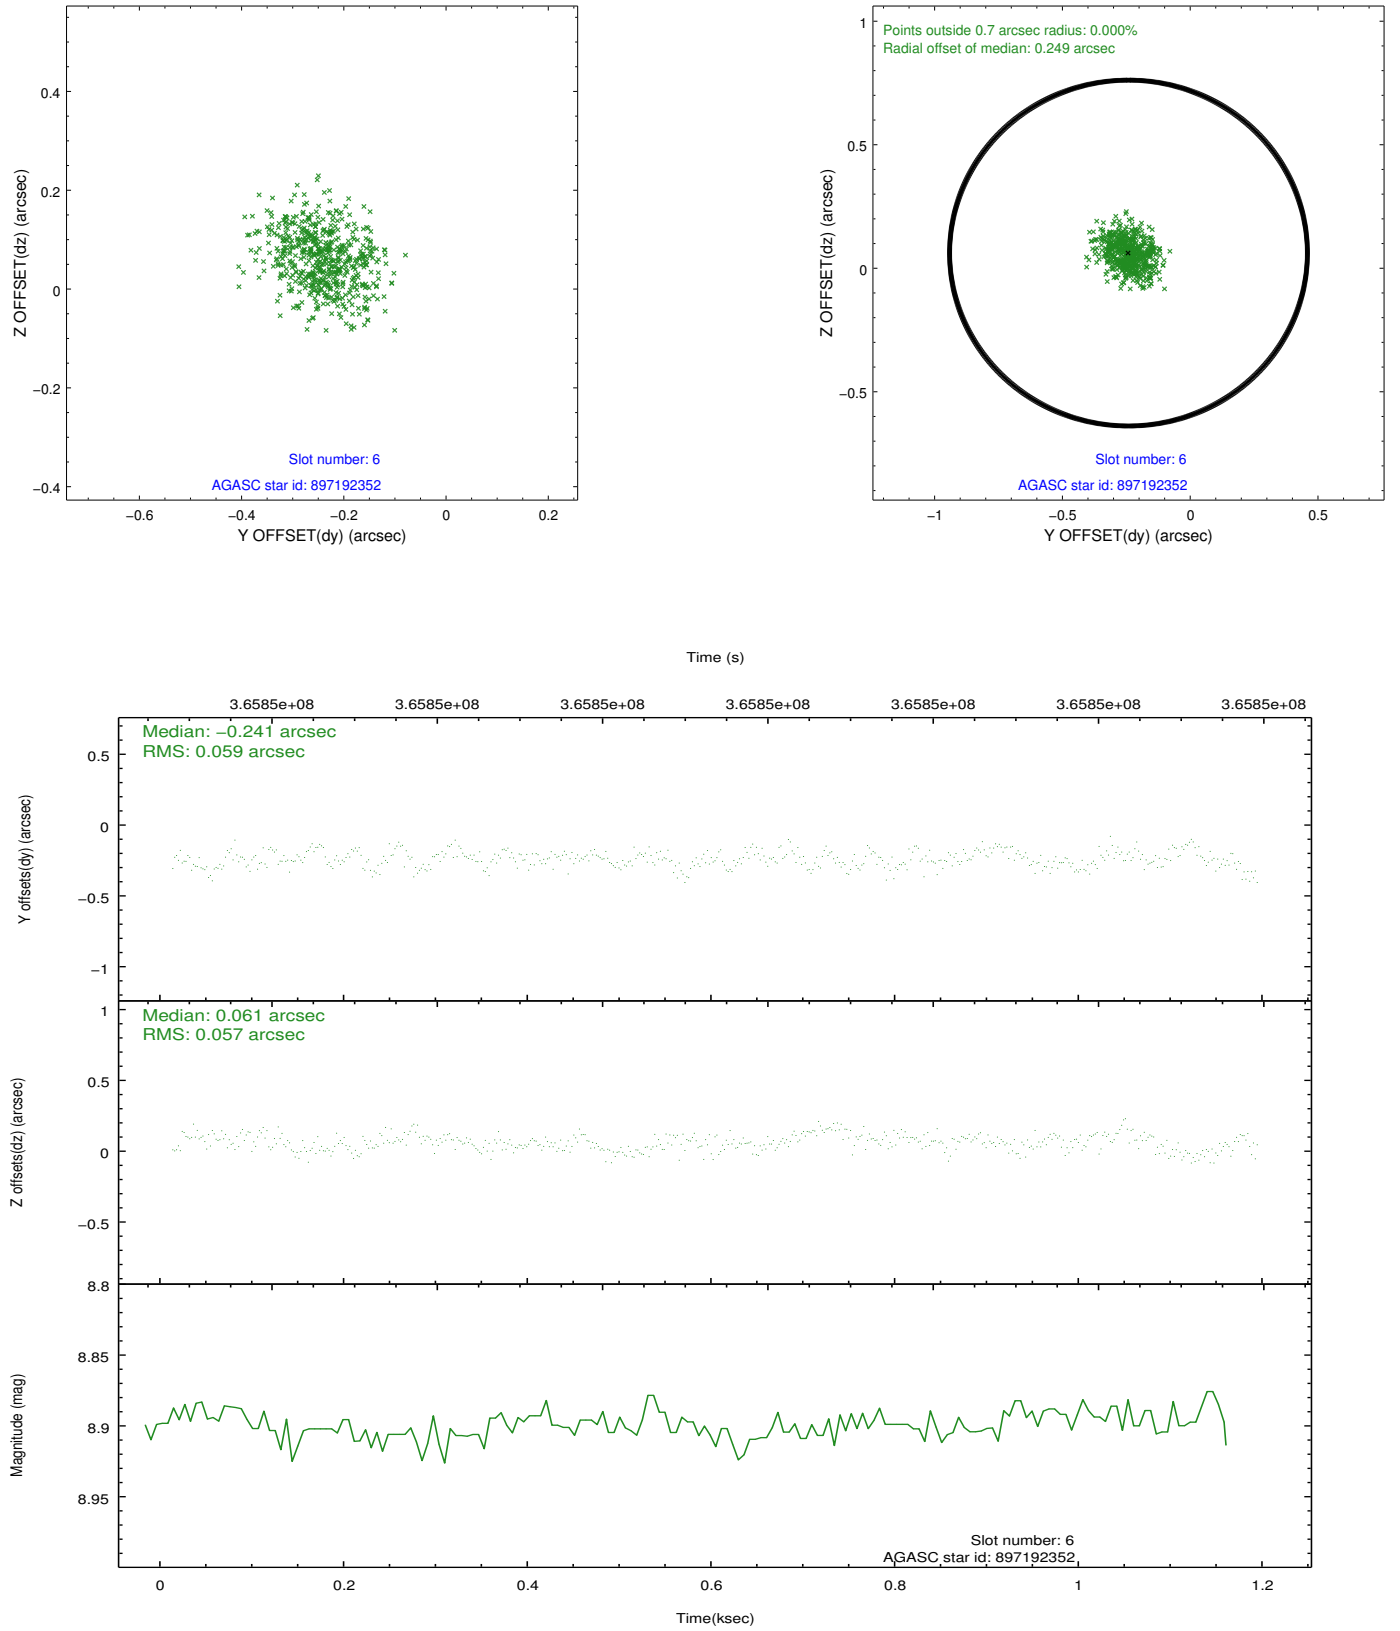 0.4
0.2
0
−0.2
−0.4
Z OFFSET(dz) (arcsec)
Slot number: 6
AGASC star id: 897192352
−0.6
−0.4
−0.2
0
0.2
Y OFFSET(dy) (arcsec)
Points outside 0.7 arcsec radius: 0.000%
Radial offset of median: 0.249 arcsec
1
0.5
0
−0.5
Z OFFSET(dz) (arcsec)
Slot number: 6
AGASC star id: 897192352
−1
−0.5
0
0.5
Y OFFSET(dy) (arcsec)
Time (s)
3.6585e+08 3.6585e+08 3.6585e+08 3.6585e+08 3.6585e+08 3.6585e+08 3.6585e+08
Median: −0.241 arcsec
RMS: 0.059 arcsec
0.5
0
−0.5
−1
Y offsets(dy) (arcsec)
Median: 0.061 arcsec
RMS: 0.057 arcsec
1
0.5
0
−0.5
Z offsets(dz) (arcsec)
8.8
8.85
8.9
8.95
Magnitude (mag)
Slot number: 6
AGASC star id: 897192352
0 0.2 0.4 0.6 0.8 1 1.2
Time(ksec)